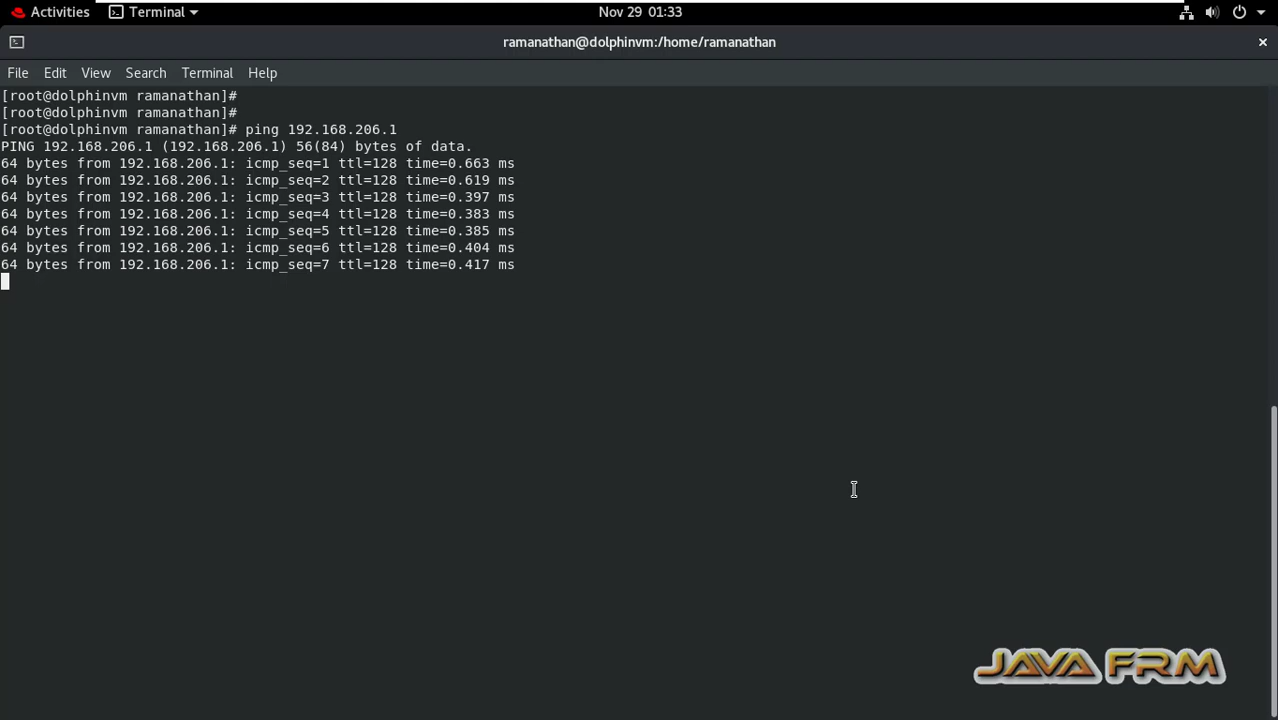 Activities Terminal Nov 29 01:33
ramanathan@dolphinvm:/home/ramanathan
File Edit View Search Terminal Help
[root@dolphinvm ramanathan]#
[root@dolphinvm ramanathan]#
[root@dolphinvm ramanathan]# ping 192.168.206.1
PING 192.168.206.1 (192.168.206.1) 56(84) bytes of data.
64 bytes from 192.168.206.1: icmp_seq=1 ttl=128 time=0.663 ms
64 bytes from 192.168.206.1: icmp_seq=2 ttl=128 time=0.619 ms
64 bytes from 192.168.206.1: icmp_seq=3 ttl=128 time=0.397 ms
64 bytes from 192.168.206.1: icmp_seq=4 ttl=128 time=0.383 ms
64 bytes from 192.168.206.1: icmp_seq=5 ttl=128 time=0.385 ms
64 bytes from 192.168.206.1: icmp_seq=6 ttl=128 time=0.404 ms
64 bytes from 192.168.206.1: icmp_seq=7 ttl=128 time=0.417 ms
JAVA FRM